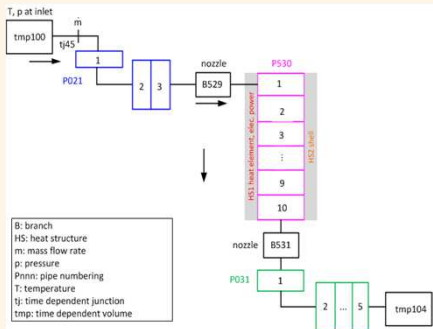 T, p at inlet
ṁ
tmp100
tj45
1
P021
2 3
nozzle
B529
P530
1
2
3
⋮
9
10
HS1 heat element, elec. power
HS2 shell
nozzle B531
P031
1
2 ... 5
tmp104
B: branch
HS: heat structure
m: mass flow rate
p: pressure
Pnnn: pipe numbering
T: temperature
tj: time dependent junction
tmp: time dependent volume